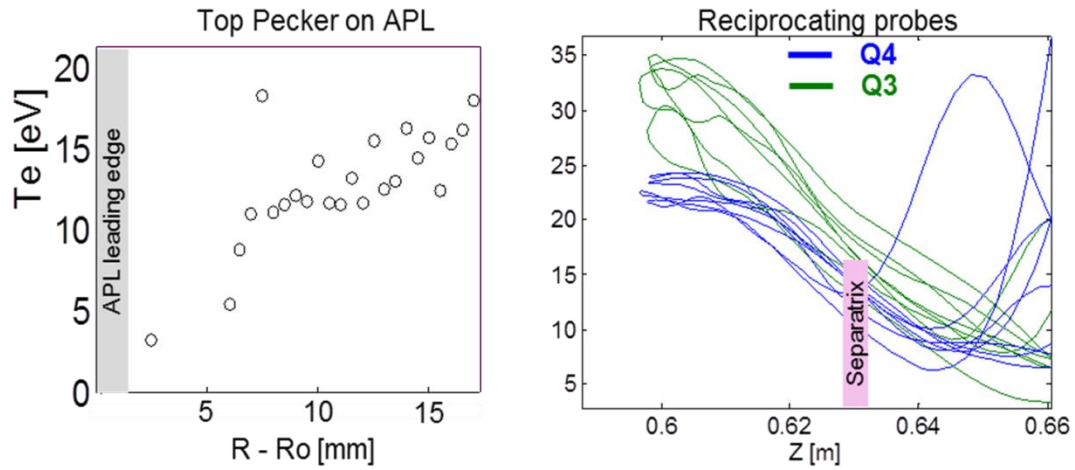 Top Pecker on APL
Te [eV]
20
15
10
5
0
APL leading edge
5
10
15
R - Ro [mm]
Reciprocating probes
Q4
Q3
35
30
25
20
15
10
5
Separatrix
0.6
0.62
0.64
0.66
Z [m]